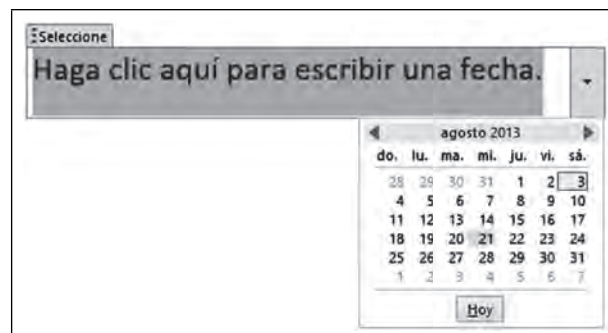 Seleccione
Haga clic aquí para escribir una fecha.
agosto 2013
do. lu. ma. mi. ju. vi. sá.
28 29 30 31 1 2 3
4 5 6 7 8 9 10
11 12 13 14 15 16 17
18 19 20 21 22 23 24
25 26 27 28 29 30 31
1 2 3 4 5 6 7
Hoy